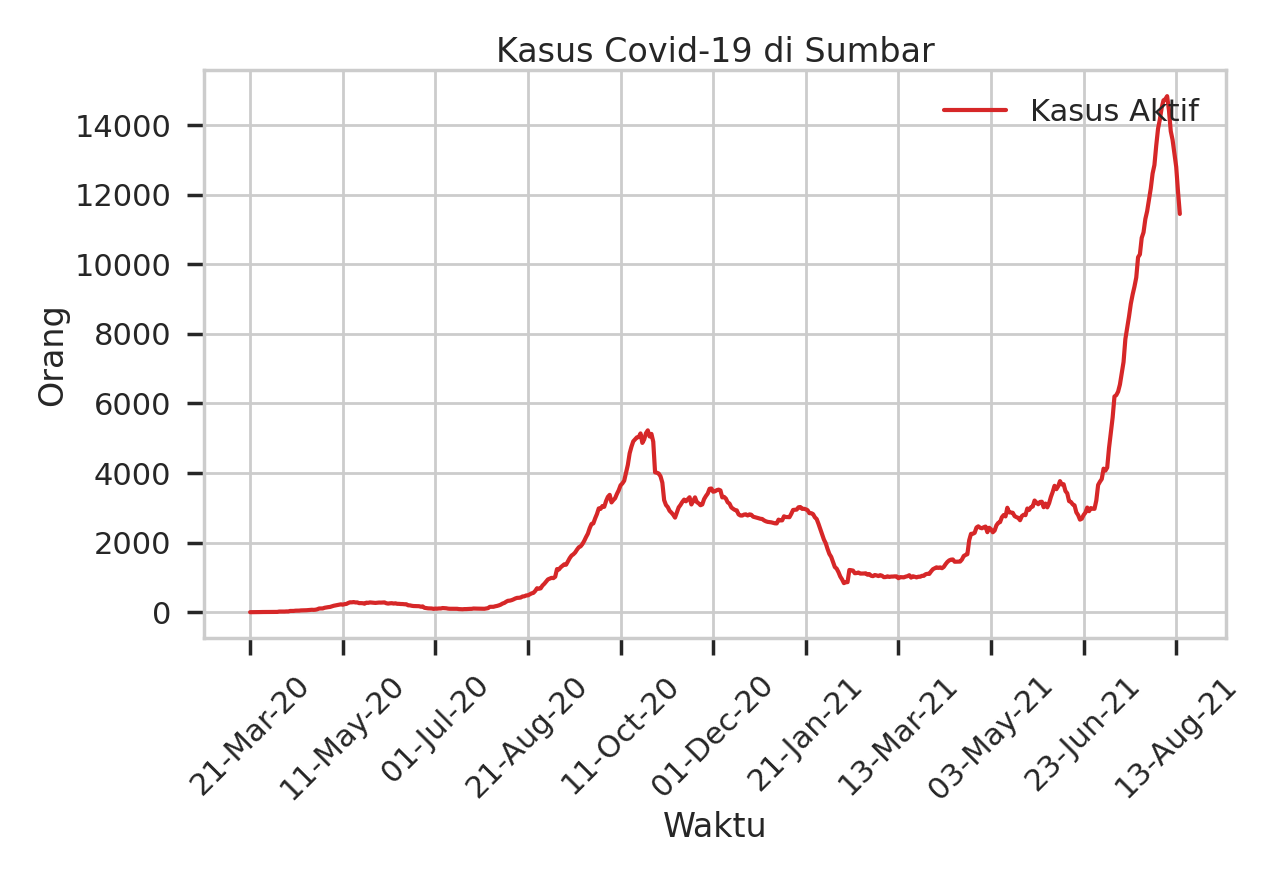 Kasus Covid-19 di Sumbar
Kasus Aktif
14000
12000
10000
8000
6000
4000
2000
0
Orang
21-Mar-20
11-May-20
01-Jul-20
21-Aug-20
11-Oct-20
01-Dec-20
21-Jan-21
13-Mar-21
03-May-21
23-Jun-21
13-Aug-21
Waktu